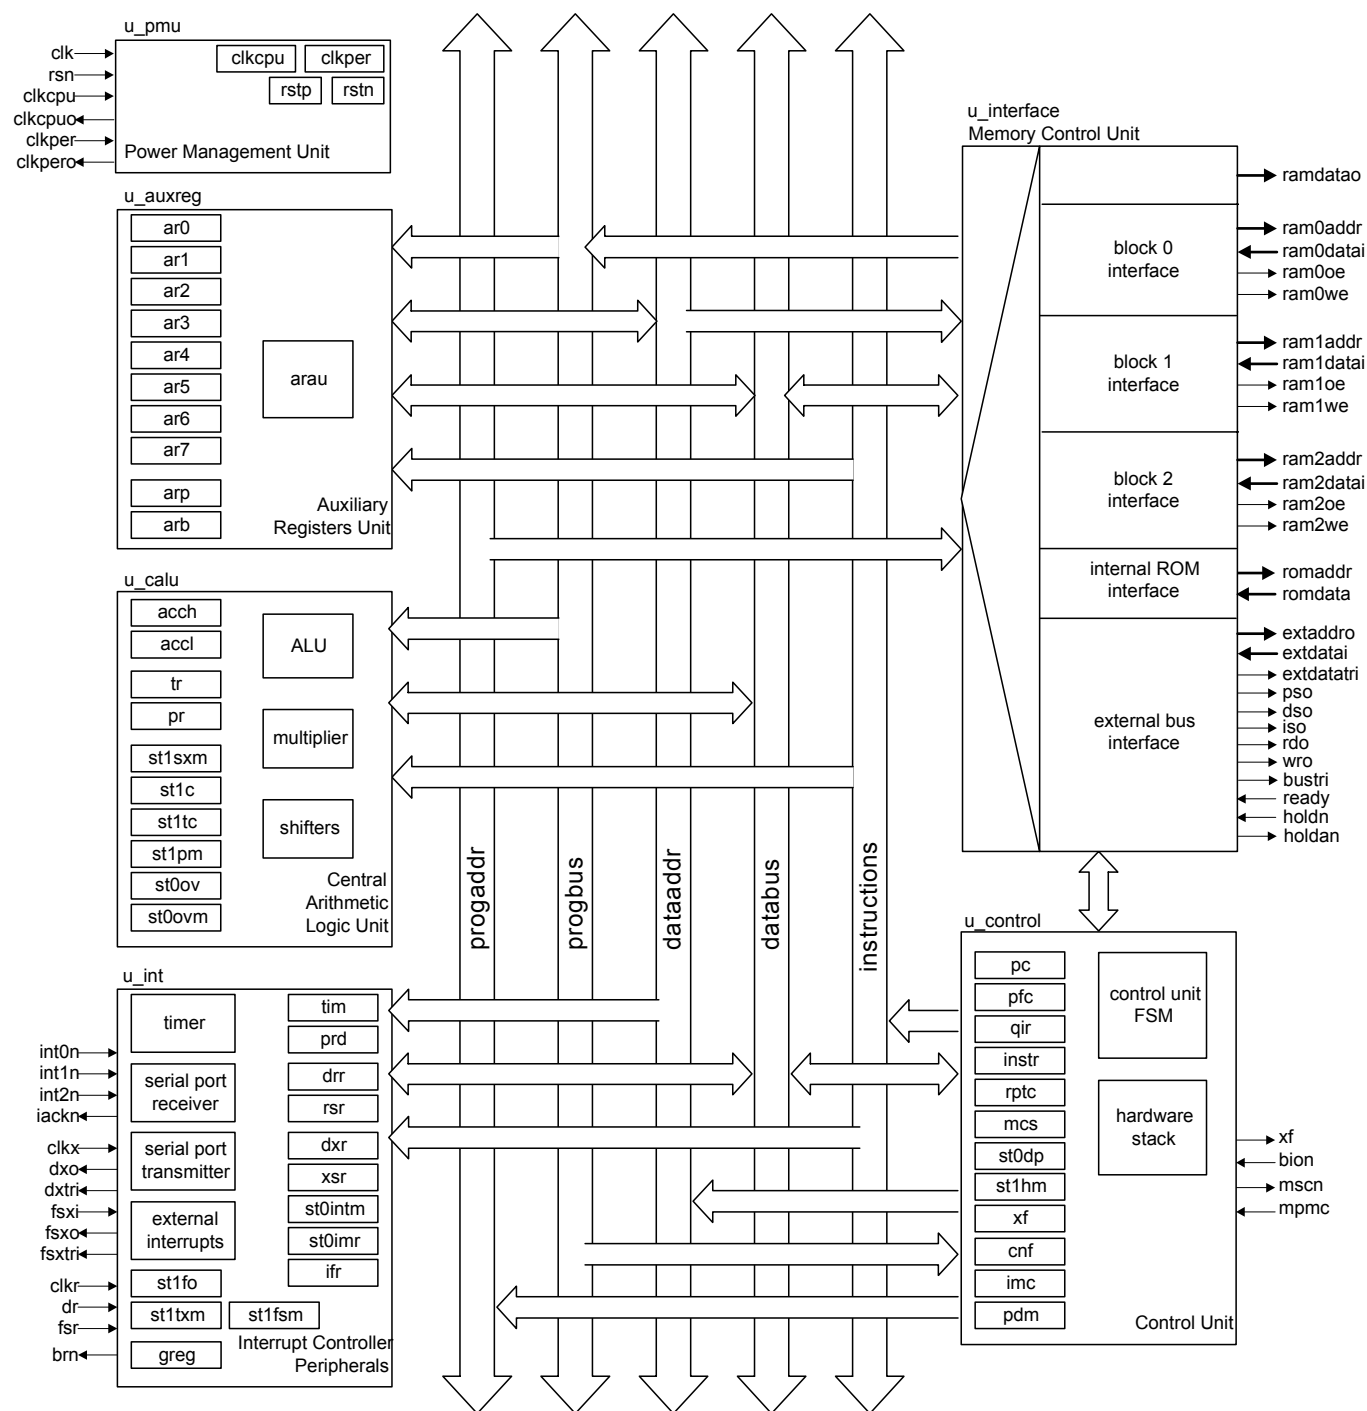 u_pmu
clk
rsn
clkcpu
clkcpuo
clkper
clkpero
clkcpu
clkper
rstp
rstn
Power Management Unit
u_auxreg
ar0
ar1
ar2
ar3
ar4
ar5
ar6
ar7
arp
arb
arau
Auxiliary
Registers Unit
u_calu
acch
accl
tr
pr
st1sxm
st1c
st1tc
st1pm
st0ov
st0ovm
ALU
multiplier
shifters
Central
Arithmetic
Logic Unit
u_int
int0n
int1n
int2n
iackn
clkx
dxo
dxtri
fsxi
fsxo
fsxtri
clkr
dr
fsr
brn
timer
serial port
receiver
serial port
transmitter
external
interrupts
st1fo
st1txm
st1fsm
greg
tim
prd
drr
rsr
dxr
xsr
st0intm
st0imr
ifr
Interrupt Controller
Peripherals
progaddr
progbus
dataaddr
databus
instructions
u_interface
Memory Control Unit
block 0
interface
block 1
interface
block 2
interface
internal ROM
interface
external bus
interface
ramdatao
ram0addr
ram0datai
ram0oe
ram0we
ram1addr
ram1datai
ram1oe
ram1we
ram2addr
ram2datai
ram2oe
ram2we
romaddr
romdata
extaddro
extdatai
extdatatri
pso
dso
iso
rdo
wro
bustri
ready
holdn
holdan
u_control
pc
pfc
qir
instr
rptc
mcs
st0dp
st1hm
xf
cnf
imc
pdm
control unit
FSM
hardware
stack
Control Unit
xf
bion
mscn
mpmc